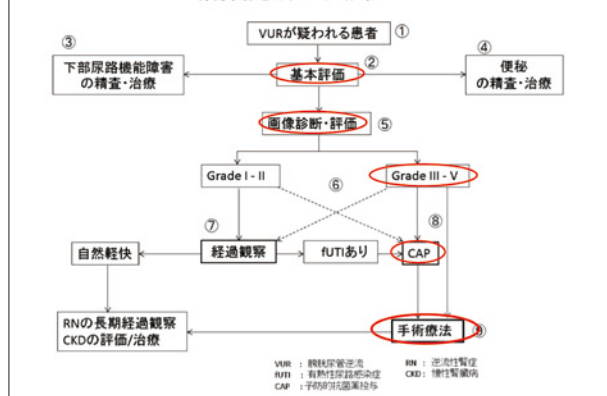 VURが疑われる患者 ①
③
下部尿路機能障害
の精査・治療
②
基本評価
④
便秘
の精査・治療
画像診断・評価 ⑤
Grade I - II
⑥
Grade III - V
⑦
⑧
自然軽快
経過観察
fUTIあり
CAP
RNの長期経過観察
CKDの評価/治療
手術療法
VUR : 膀胱尿管逆流
fUTI : 有熱性尿路感染症
CAP : 予防的抗菌薬投与
RN : 逆流性腎症
CKD : 慢性腎臓病